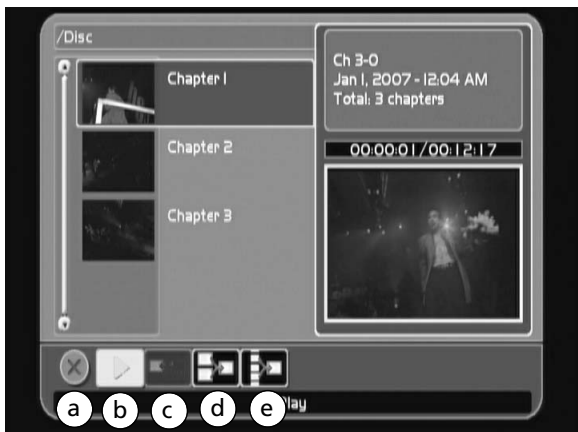 /Disc
Chapter 1
Chapter 2
Chapter 3
Ch 3-0
Jan 1, 2007 - 12:04 AM
Total: 3 chapters
00:00:01/00:12:17
a
b
c
d
e
Play